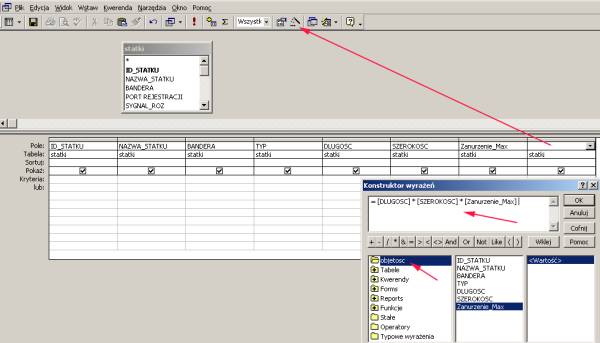 Plik Edycja Widok Wstaw Kwerenda Narzędzia Okno Pomoc
Wszystk
statki
*
ID_STATKU
NAZWA_STATKU
BANDERA
PORT REJESTRACJI
SYGNAL_ROZ
Pole: ID_STATKU NAZWA_STATKU BANDERA TYP DLUGOSC SZEROKOSC Zanurzenie_Max
Tabela: statki statki statki statki statki statki statki statki
Sortuj:
Pokaż:
Kryteria:
lub:
Konstruktor wyrażeń
= [DLUGOSC] * [SZEROKOSC] * [Zanurzenie_Max]
OK
Anuluj
Cofnij
+ - / * & = > < <> And Or Not Like ( ) Wklej Pomoc
objetosc
Tabele
Kwerendy
Forms
Reports
Funkcje
Stałe
Operatory
Typowe wyrażenia
ID_STATKU
NAZWA_STATKU
BANDERA
TYP
DLUGOSC
SZEROKOSC
Zanurzenie_Max
<Wartość>